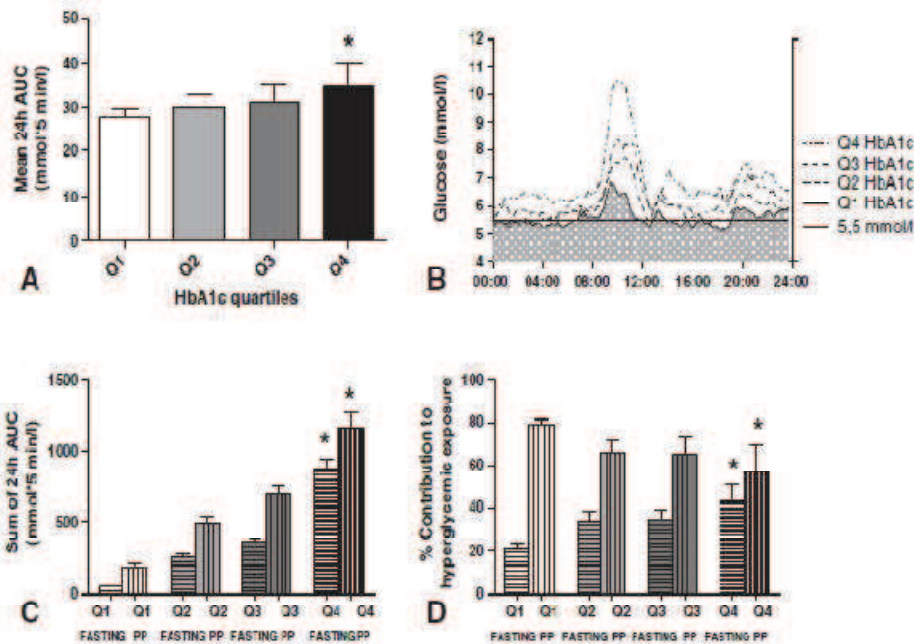 50
40
30
20
10
0
Mean 24h AUC
(mmol*5 min/l)
*
Q1 Q2 Q3 Q4
A
HbA1c quartiles
12
11
10
9
8
7
6
5
4
Glucose (mmol/l)
00:00 04:00 08:00 12:00 16:00 20:00 24:00
B
Q4 HbA1c
Q3 HbA1c
Q2 HbA1c
Q1 HbA1c
5,5 mmol/l
1500
1000
500
0
Sum of 24h AUC
(mmol*5 min/l)
* *
Q1 Q1 Q2 Q2 Q3 Q3 Q4 Q4
C
FASTING PP FASTING PP FASTING PP FASTING PP
100
80
60
40
20
0
% Contribution to
hyperglycemic exposure
* *
Q1 Q1 Q2 Q2 Q3 Q3 Q4 Q4
D
FASTING PP FASTING PP FASTING PP FASTING PP